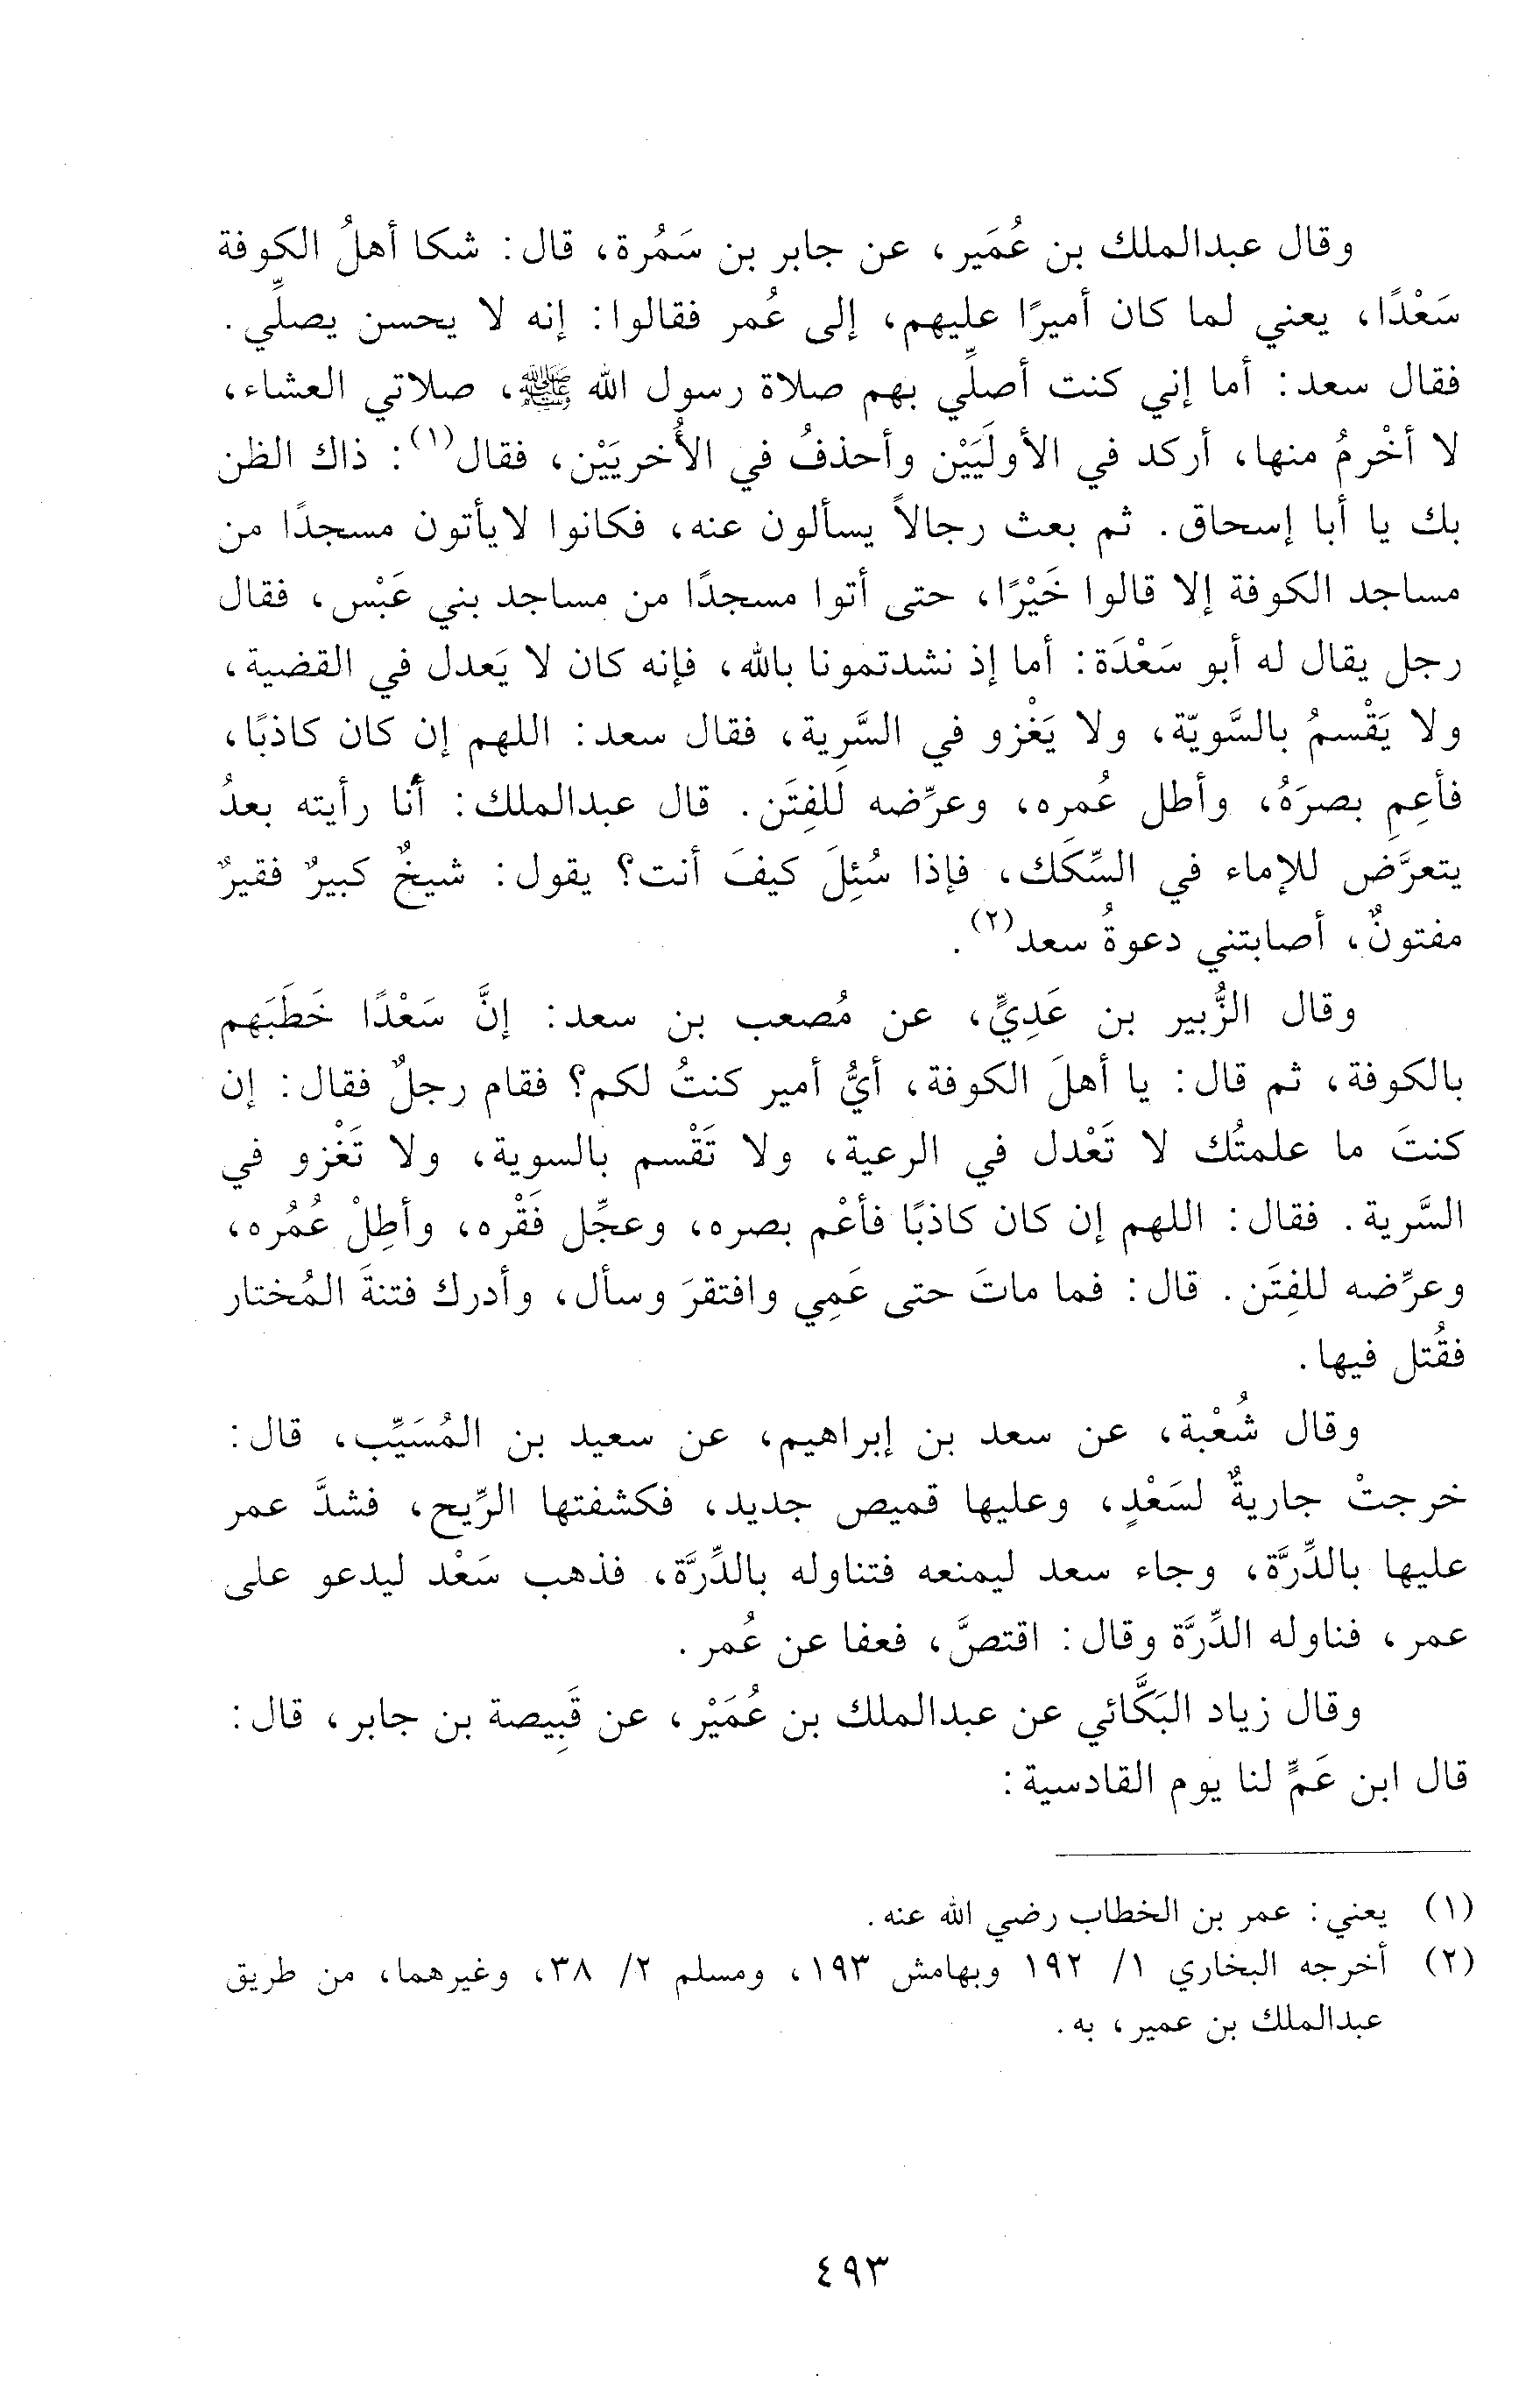 وقال عبدالملك بن عُمَير، عن جابر بن سَمُرة، قال: شكا أهلُ الكوفة
سَعْدًا، يعني لما كان أميرًا عليهم، إلى عُمر فقالوا: إنه لا يحسن يصلِّي.
فقال سعد: أما إني كنت أصلِّي بهم صلاة رسول الله ﷺ، صلاتي العشاء،
لا أخْرمُ منها، أركد في الأولَيَيْن وأحذفُ في الأُخريَيْن، فقال(١): ذاك الظن
بك يا أبا إسحاق. ثم بعث رجالاً يسألون عنه، فكانوا لايأتون مسجدًا من
مساجد الكوفة إلا قالوا خَيْرًا، حتى أتوا مسجدًا من مساجد بني عَبْس، فقال
رجل يقال له أبو سَعْدَة: أما إذ نشدتمونا بالله، فإنه كان لا يَعدل في القضية،
ولا يَقْسمُ بالسَّويّة، ولا يَغْزو في السَّرِية، فقال سعد: اللهم إن كان كاذبًا،
فأعِمِ بصرَهُ، وأطل عُمره، وعرِّضه للفِتَن. قال عبدالملك: أنا رأيته بعدُ
يتعرَّض للإماء في السِّكَك، فإذا سُئِلَ كيفَ أنت؟ يقول: شيخٌ كبيرٌ فقيرٌ
مفتونٌ، أصابتني دعوةُ سعد(٢).
وقال الزُّبير بن عَدِيٍّ، عن مُصعب بن سعد: إنَّ سَعْدًا خَطَبَهم
بالكوفة، ثم قال: يا أهلَ الكوفة، أيُّ أمير كنتُ لكم؟ فقام رجلٌ فقال: إن
كنتَ ما علمتُك لا تَعْدل في الرعية، ولا تَقْسم بالسوية، ولا تَغْزو في
السَّرية. فقال: اللهم إن كان كاذبًا فأعْم بصره، وعجِّل فَقْره، وأطِلْ عُمُره،
وعرِّضه للفِتَن. قال: فما ماتَ حتى عَمِي وافتقرَ وسأل، وأدرك فتنةَ المُختار
فقُتل فيها.
وقال شُعْبة، عن سعد بن إبراهيم، عن سعيد بن المُسَيِّب، قال:
خرجتْ جاريةٌ لسَعْدٍ، وعليها قميص جديد، فكشفتها الرِّيح، فشدَّ عمر
عليها بالدِّرَّة، وجاء سعد ليمنعه فتناوله بالدِّرَّة، فذهب سَعْد ليدعو على
عمر، فناوله الدِّرَّة وقال: اقتصَّ، فعفا عن عُمر.
وقال زياد البَكَّائي عن عبدالملك بن عُمَيْر، عن قَبِيصة بن جابر، قال:
قال ابن عَمٍّ لنا يوم القادسية:
(١) يعني: عمر بن الخطاب رضي الله عنه.
(٢) أخرجه البخاري ١/ ١٩٢ وبهامش ١٩٣، ومسلم ٢/ ٣٨، وغيرهما، من طريق
عبدالملك بن عمير، به.
٤٩٣